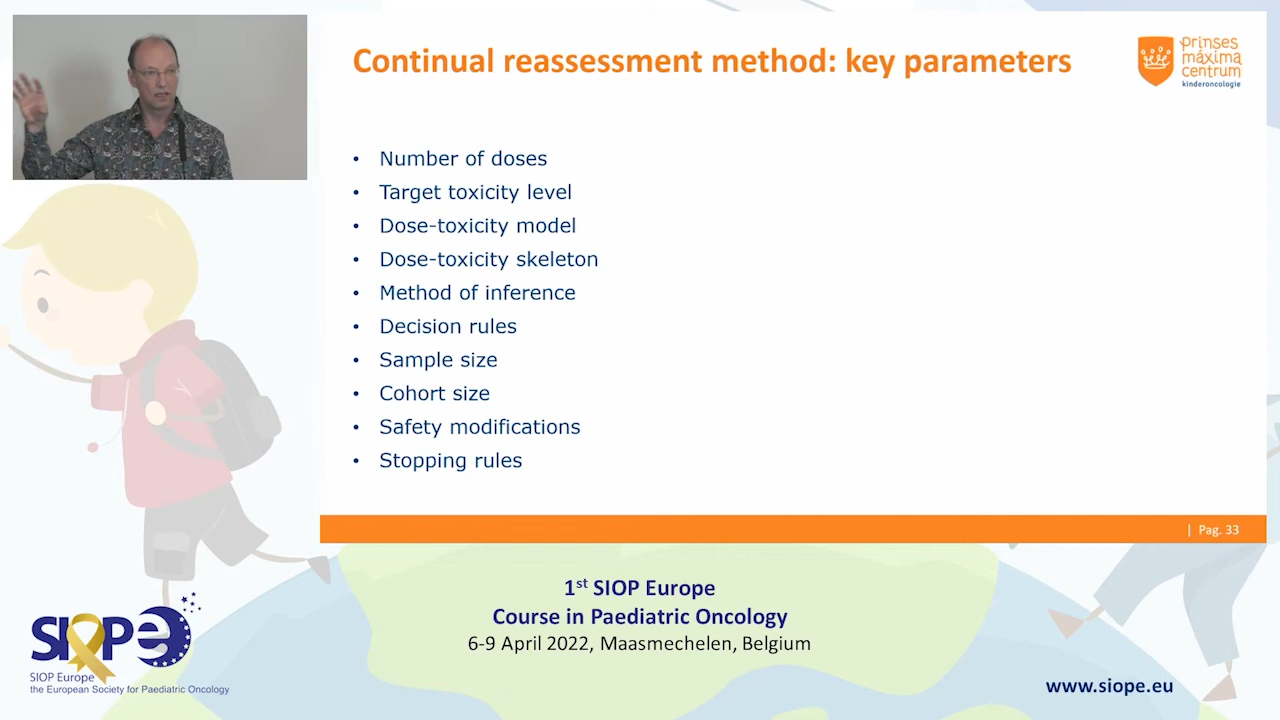 Continual reassessment method: key parameters
prinses
máxima
centrum
kinderoncologie
• Number of doses
• Target toxicity level
• Dose-toxicity model
• Dose-toxicity skeleton
• Method of inference
• Decision rules
• Sample size
• Cohort size
• Safety modifications
• Stopping rules
| Pag. 33
1st SIOP Europe
Course in Paediatric Oncology
6-9 April 2022, Maasmechelen, Belgium
SIOPe
SIOP Europe
the European Society for Paediatric Oncology
www.siope.eu